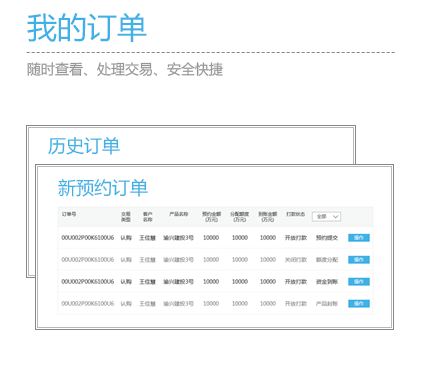 我的订单
随时查看、处理交易、安全快捷
历史订单
新预约订单
订单号 交易类型 客户名称 产品名称 预约金额(万元) 分配额度(万元) 到账金额(万元) 打款状态 全部
00U002P00K6100U6 认购 王佳慧 渝兴建投3号 10000 10000 10000 开放打款 预约提交 操作
00U002P00K6100U6 认购 王佳慧 渝兴建投3号 10000 10000 10000 关闭打款 额度分配 操作
00U002P00K6100U6 认购 王佳慧 渝兴建投3号 10000 10000 10000 开放打款 资金到账 操作
00U002P00K6100U6 认购 王佳慧 渝兴建投3号 10000 10000 10000 开放打款 产品封账 操作